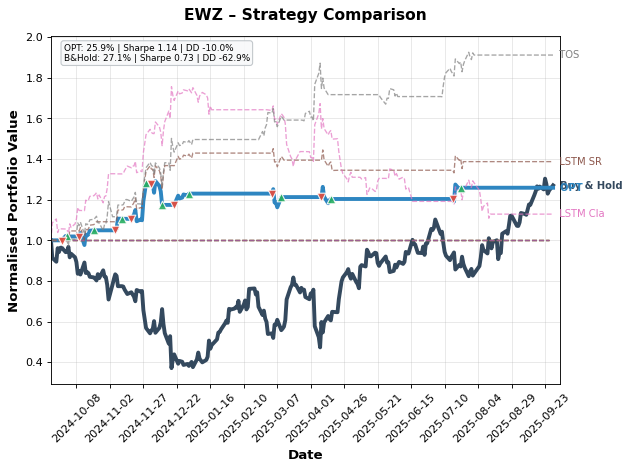 EWZ – Strategy Comparison
OPT: 25.9% | Sharpe 1.14 | DD -10.0%
B&Hold: 27.1% | Sharpe 0.73 | DD -62.9%
Normalised Portfolio Value
2.0
1.8
1.6
1.4
1.2
1.0
0.8
0.6
0.4
TOS
LSTM SR
Buy & Hold
OPT
LSTM Cla
2024-10-08
2024-11-02
2024-11-27
2024-12-22
2025-01-16
2025-02-10
2025-03-07
2025-04-01
2025-04-26
2025-05-21
2025-06-15
2025-07-10
2025-08-04
2025-08-29
2025-09-23
Date